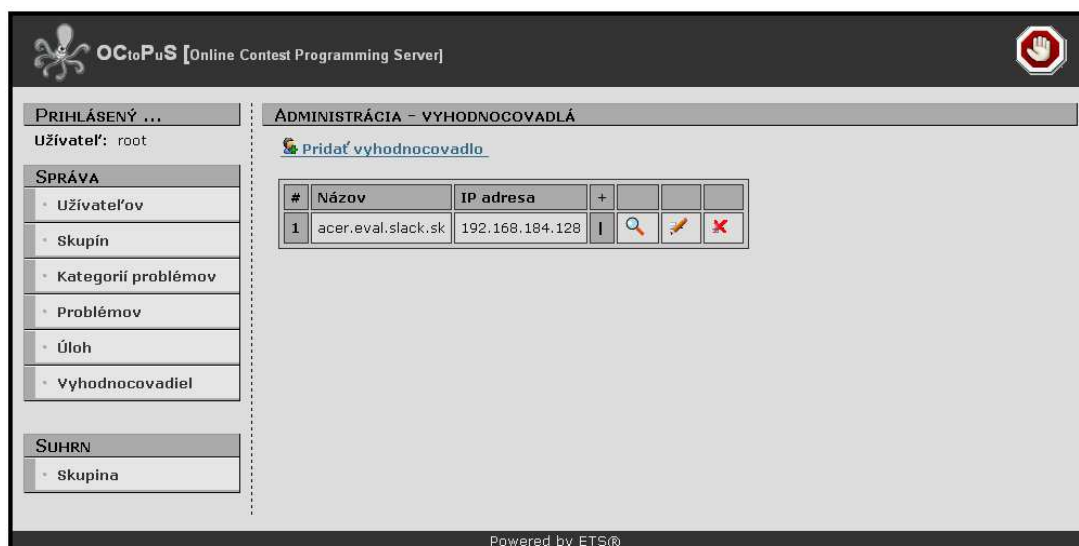 OCtoPuS [Online Contest Programming Server]
PRIHLÁSENÝ ...
Užívateľ: root
SPRÁVA
Užívateľov
Skupín
Kategorií problémov
Problémov
Úloh
Vyhodnocovadiel
SUHRN
Skupina
ADMINISTRÁCIA - VYHODNOCOVADLÁ
Pridať vyhodnocovadlo
# Názov IP adresa +
1 acer.eval.slack.sk 192.168.184.128 I
Powered by ETS®